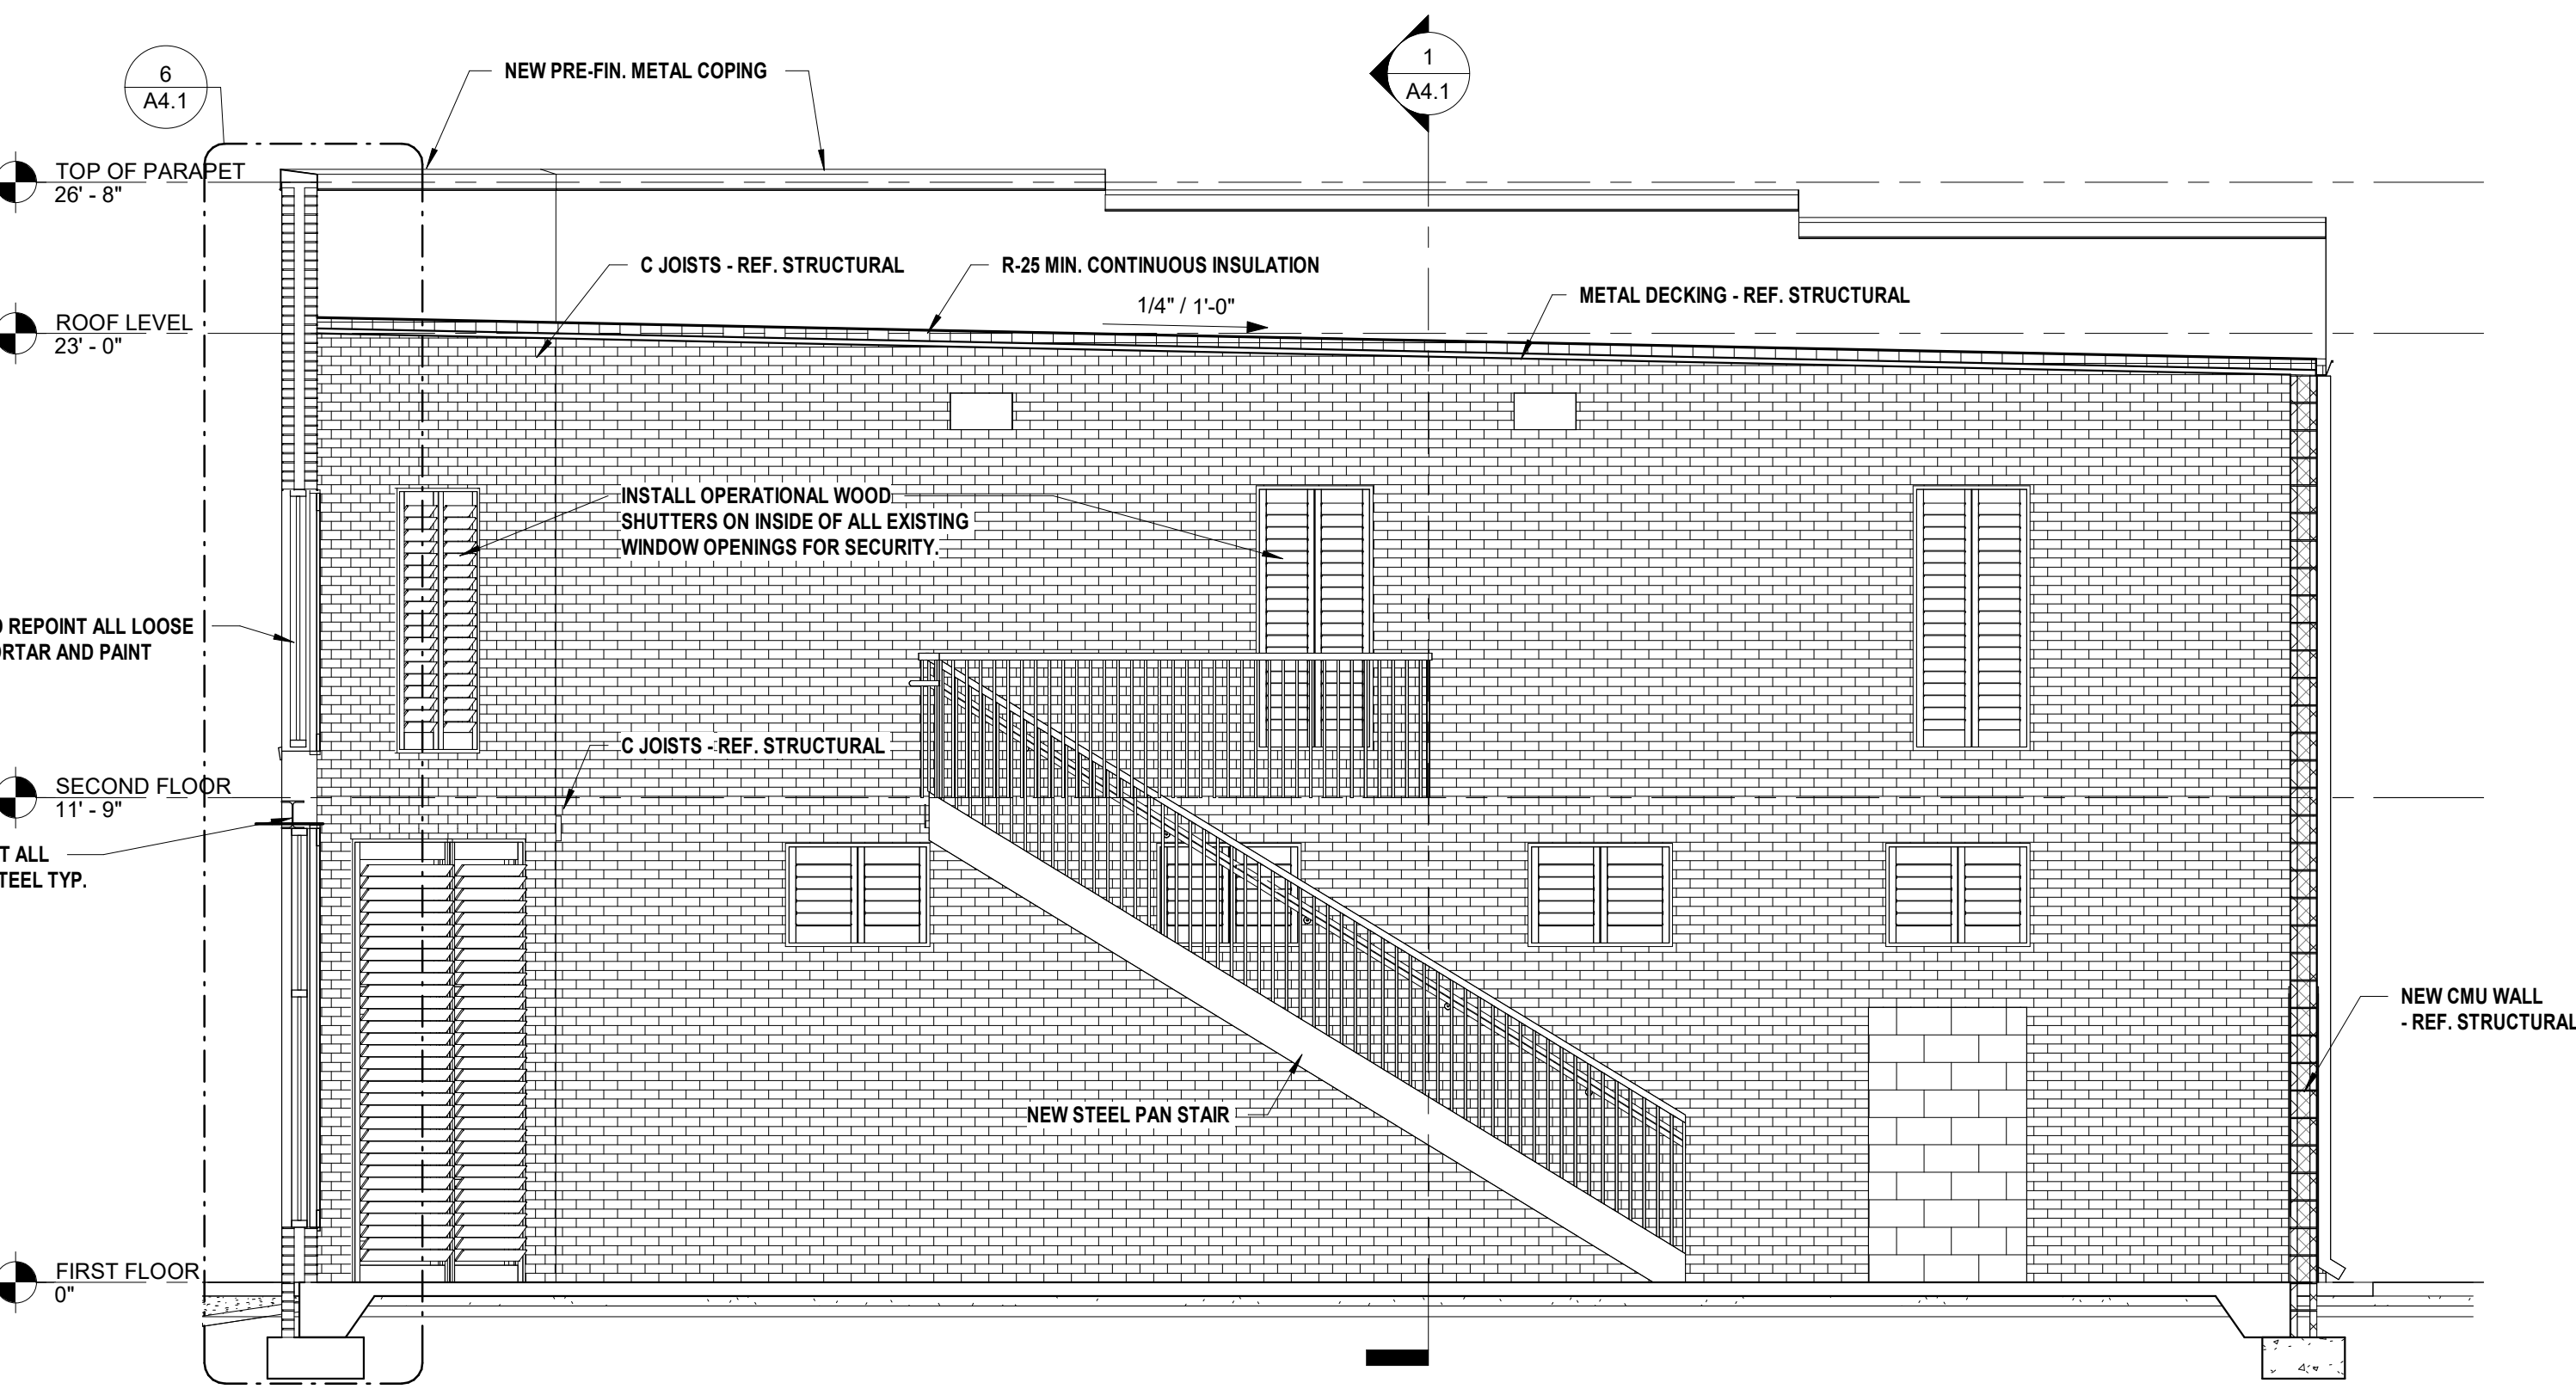 6
A4.1
NEW PRE-FIN. METAL COPING
1
A4.1
TOP OF PARAPET
26' - 8"
C JOISTS - REF. STRUCTURAL
R-25 MIN. CONTINUOUS INSULATION
1/4" / 1'-0"
METAL DECKING - REF. STRUCTURAL
ROOF LEVEL
23' - 0"
INSTALL OPERATIONAL WOOD
SHUTTERS ON INSIDE OF ALL EXISTING
WINDOW OPENINGS FOR SECURITY.
REPOINT ALL LOOSE
AND PAINT
C JOISTS - REF. STRUCTURAL
SECOND FLOOR
11' - 9"
ALL
TYP.
NEW CMU WALL
- REF. STRUCTURAL
NEW STEEL PAN STAIR
FIRST FLOOR
0"